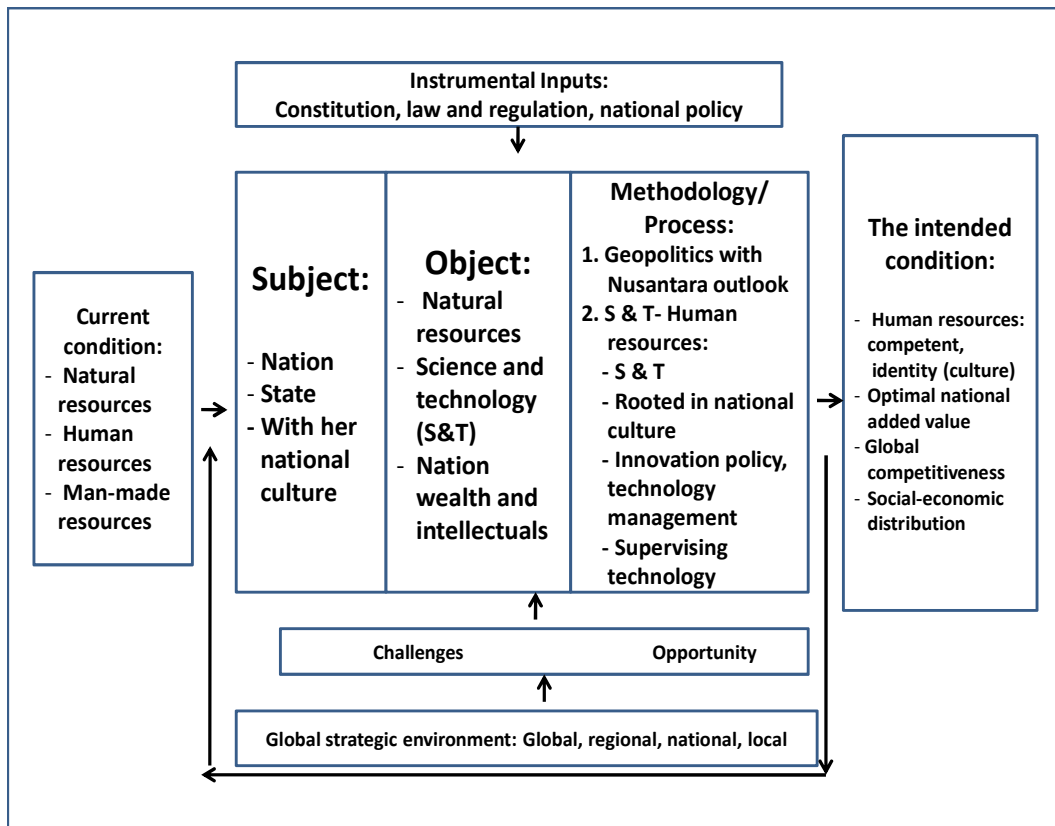 Instrumental Inputs:
Constitution, law and regulation, national policy
Current
condition:
- Natural
resources
- Human
resources
- Man-made
resources
Subject:
- Nation
- State
- With her
national
culture
Object:
- Natural
resources
- Science and
technology
(S&T)
- Nation
wealth and
intellectuals
Methodology/
Process:
1. Geopolitics with
Nusantara outlook
2. S & T- Human
resources:
- S & T
- Rooted in national
culture
- Innovation policy,
technology
management
- Supervising
technology
The intended
condition:
- Human resources:
competent,
identity (culture)
- Optimal national
added value
- Global
competitiveness
- Social-economic
distribution
Challenges Opportunity
Global strategic environment: Global, regional, national, local